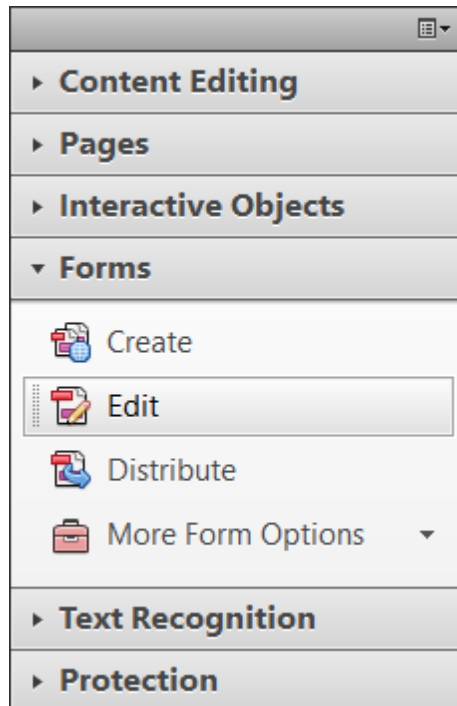 Content Editing
Pages
Interactive Objects
Forms
Create
Edit
Distribute
More Form Options
Text Recognition
Protection